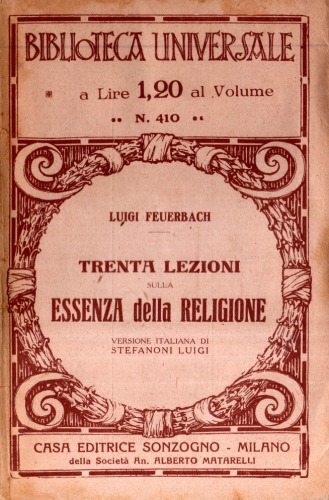 BIBLIOTECA UNIVERSALE
a Lire 1,20 al Volume
N. 410
LUIGI FEUERBACH
TRENTA LEZIONI
SULLA
ESSENZA della RELIGIONE
VERSIONE ITALIANA DI
STEFANONI LUIGI
CASA EDITRICE SONZOGNO - MILANO
della Società An. ALBERTO MATARELLI